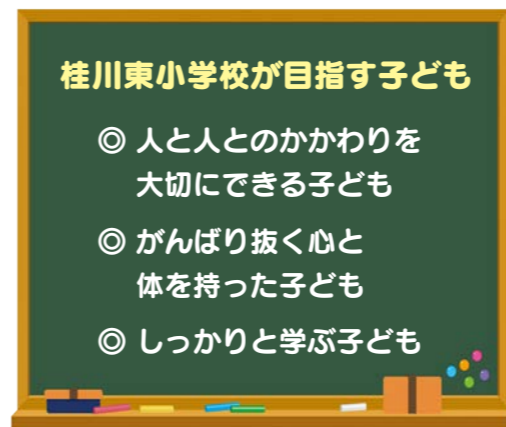 桂川東小学校が目指す子ども
◎ 人と人とのかかわりを
大切にできる子ども
◎ がんばり抜く心と
体を持った子ども
◎ しっかりと学ぶ子ども